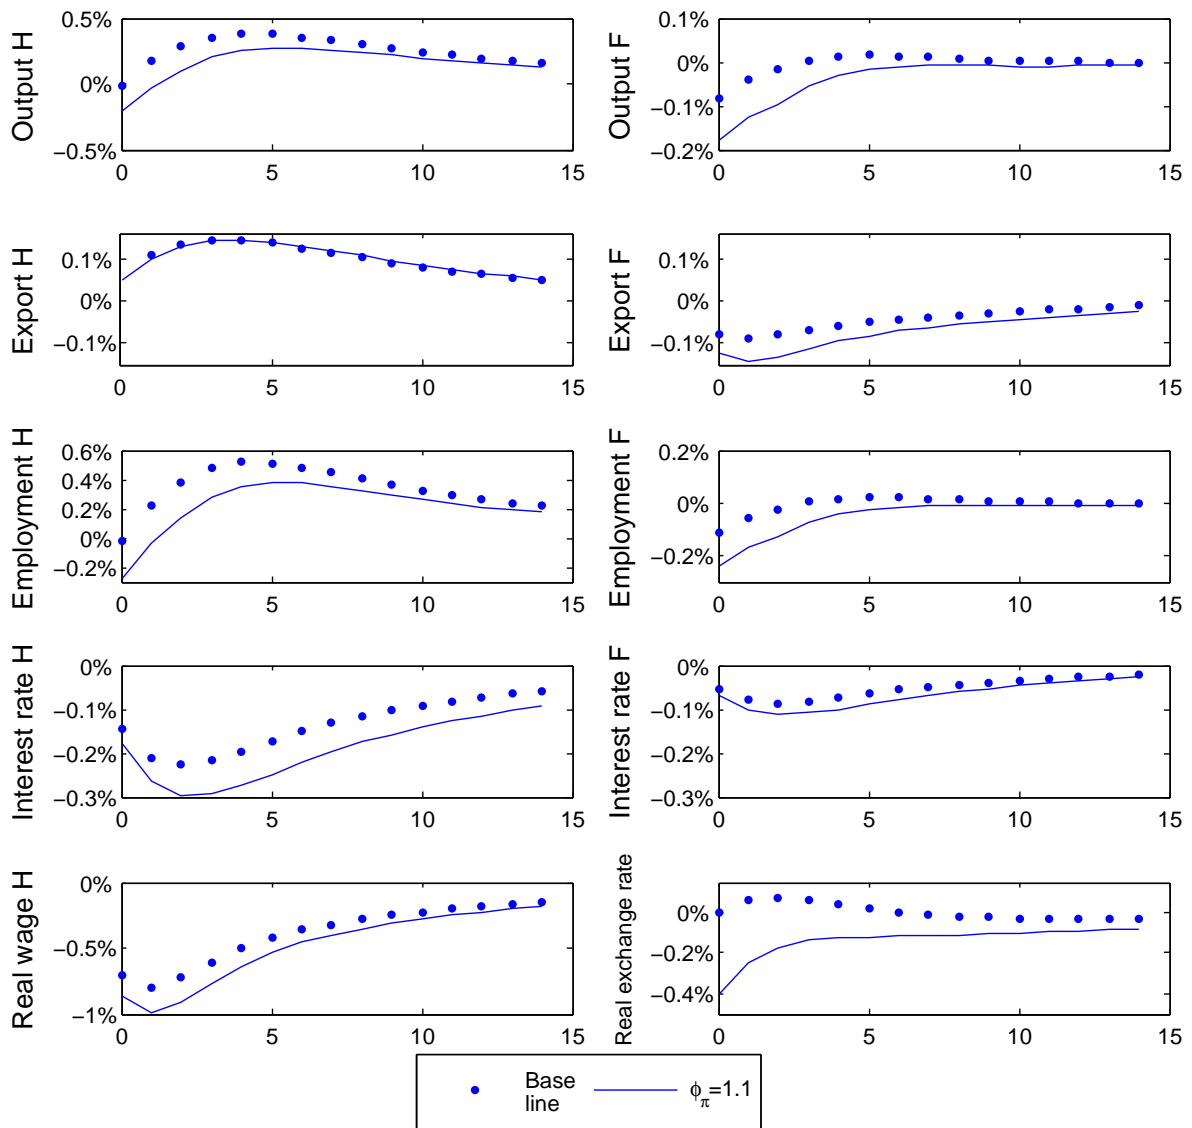 Output H
0.5%
0%
−0.5%
0 5 10 15
Output F
0.1%
0%
−0.1%
−0.2%
0 5 10 15
Export H
0.1%
0%
−0.1%
0 5 10 15
Export F
0.1%
0%
−0.1%
0 5 10 15
Employment H
0.6%
0.4%
0.2%
0%
−0.2%
0 5 10 15
Employment F
0.2%
0%
−0.2%
0 5 10 15
Interest rate H
0%
−0.1%
−0.2%
−0.3%
0 5 10 15
Interest rate F
0%
−0.1%
−0.2%
−0.3%
0 5 10 15
Real wage H
0%
−0.5%
−1%
0 5 10 15
Real exchange rate
0%
−0.2%
−0.4%
0 5 10 15
Base
line
ϕπ=1.1